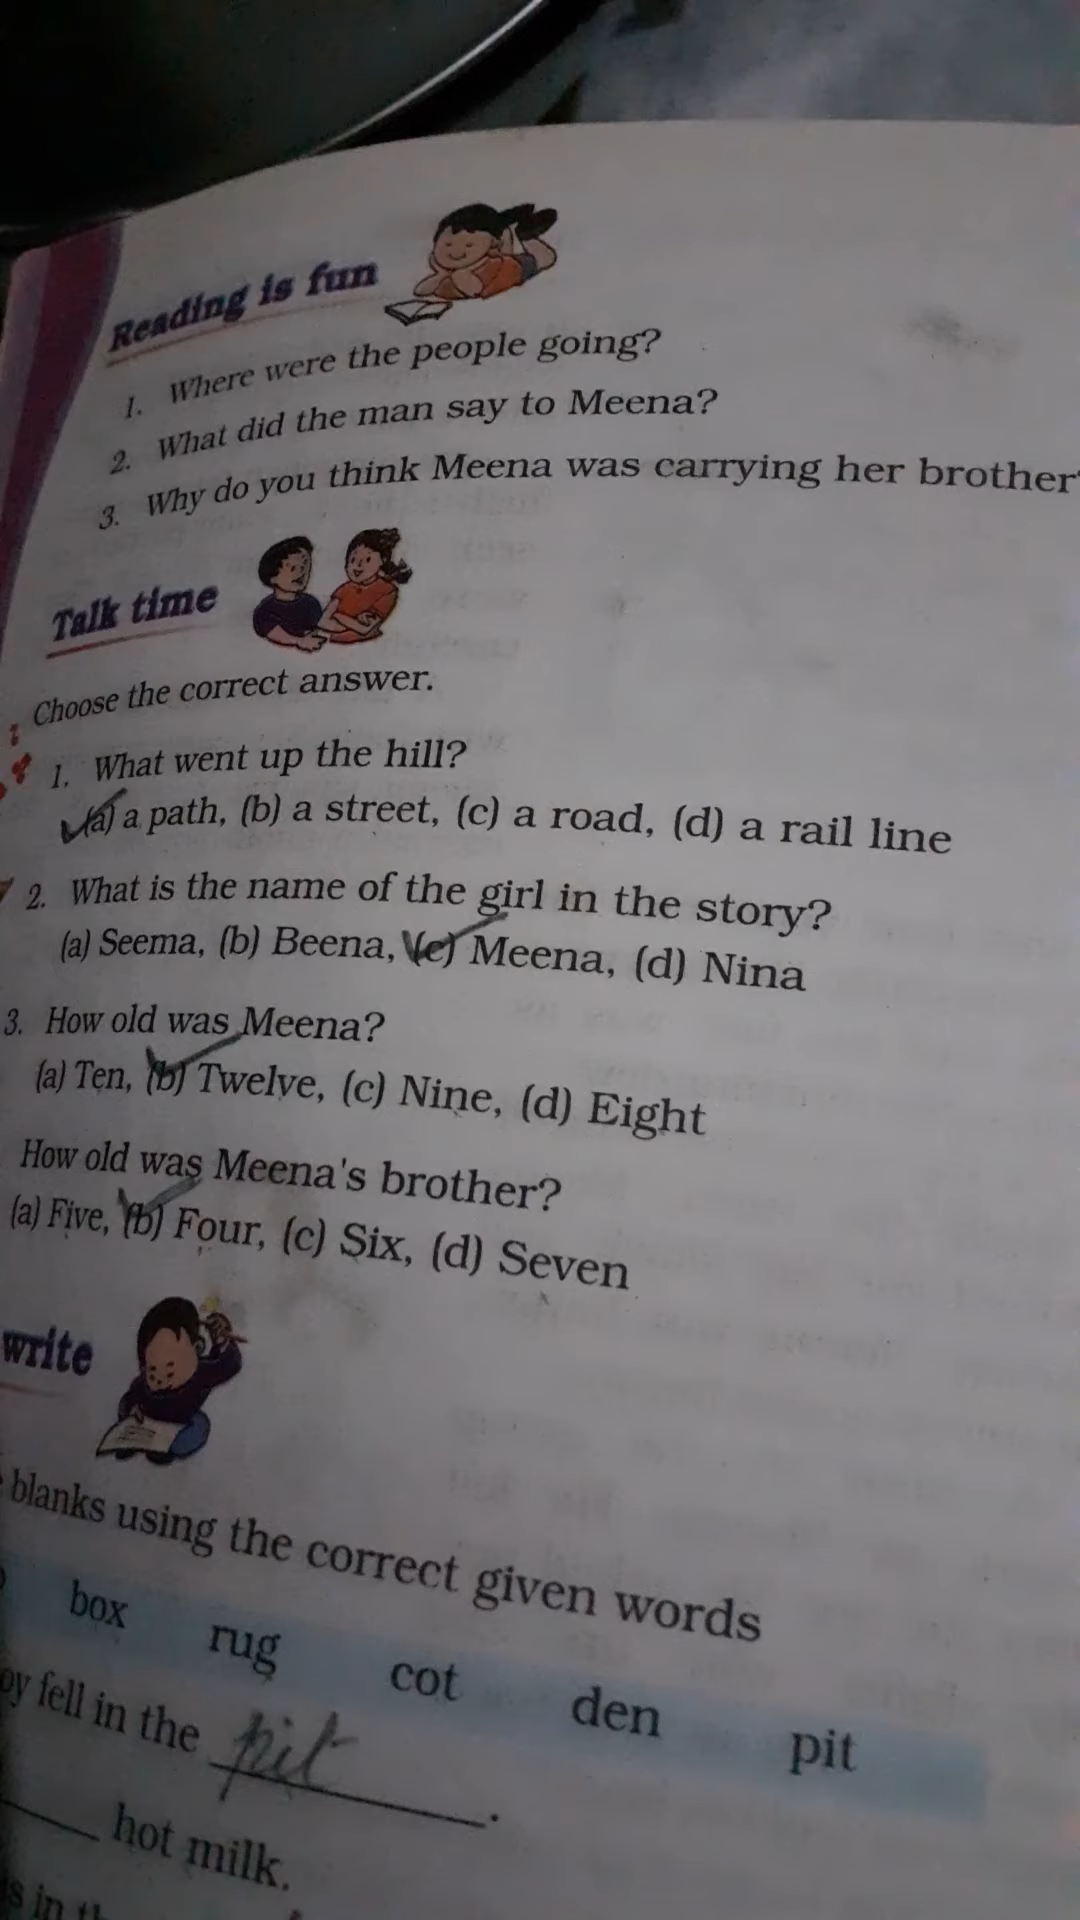 Reading is fun
1. Where were the people going?
2. What did the man say to Meena?
3. Why do you think Meena was carrying her brother
Talk time
Choose the correct answer.
1. What went up the hill?
(a) a path, (b) a street, (c) a road, (d) a rail line
2. What is the name of the girl in the story?
(a) Seema, (b) Beena, (c) Meena, (d) Nina
3. How old was Meena?
(a) Ten, (b) Twelve, (c) Nine, (d) Eight
How old was Meena's brother?
(a) Five, (b) Four, (c) Six, (d) Seven
write
blanks using the correct given words
box rug cot den pit
fell in the pit.
hot milk.
in